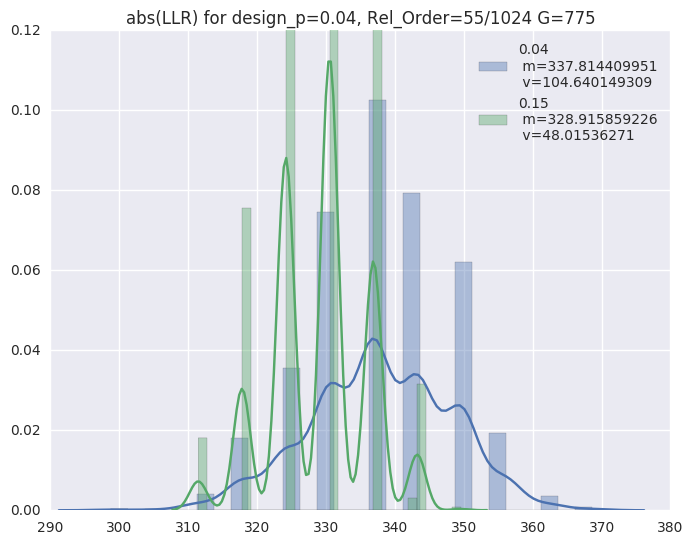 abs(LLR) for design_p=0.04, Rel_Order=55/1024 G=775
0.12
0.10
0.08
0.06
0.04
0.02
0.00
0.04
m=337.814409951
v=104.640149309
0.15
m=328.915859226
v=48.01536271
290 300 310 320 330 340 350 360 370 380